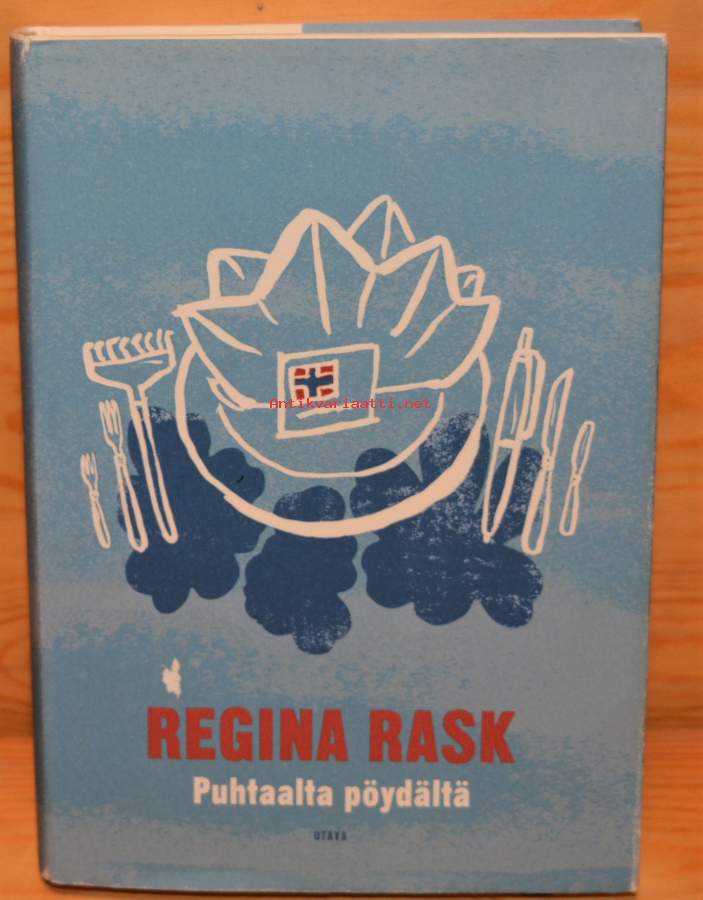 Antikvariaatti.net
REGINA RASK
Puhtaalta pöydältä
OTAVA